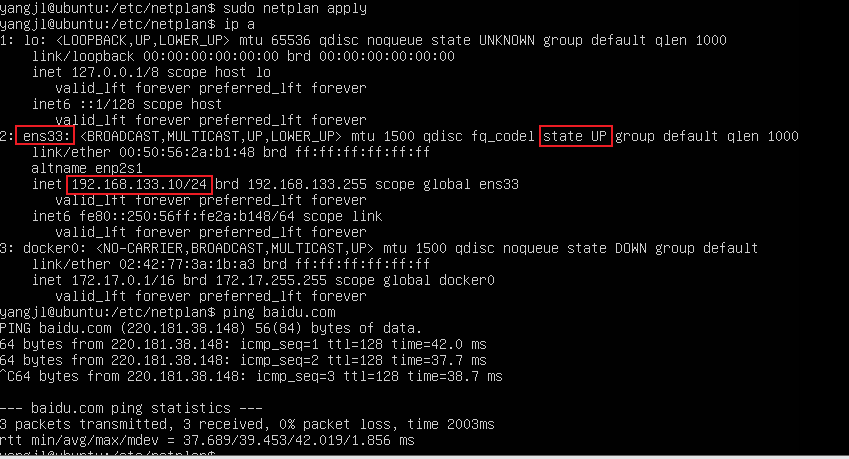 yangjl@ubuntu:/etc/netplan$ sudo netplan apply
yangjl@ubuntu:/etc/netplan$ ip a
1: lo: <LOOPBACK,UP,LOWER_UP> mtu 65536 qdisc noqueue state UNKNOWN group default qlen 1000
    link/loopback 00:00:00:00:00:00 brd 00:00:00:00:00:00
    inet 127.0.0.1/8 scope host lo
       valid_lft forever preferred_lft forever
    inet6 ::1/128 scope host
       valid_lft forever preferred_lft forever
2: ens33: <BROADCAST,MULTICAST,UP,LOWER_UP> mtu 1500 qdisc fq_codel state UP group default qlen 1000
    link/ether 00:50:56:2a:b1:48 brd ff:ff:ff:ff:ff:ff
    altname enp2s1
    inet 192.168.133.10/24 brd 192.168.133.255 scope global ens33
       valid_lft forever preferred_lft forever
    inet6 fe80::250:56ff:fe2a:b148/64 scope link
       valid_lft forever preferred_lft forever
3: docker0: <NO-CARRIER,BROADCAST,MULTICAST,UP> mtu 1500 qdisc noqueue state DOWN group default
    link/ether 02:42:77:3a:1b:a3 brd ff:ff:ff:ff:ff:ff
    inet 172.17.0.1/16 brd 172.17.255.255 scope global docker0
       valid_lft forever preferred_lft forever
yangjl@ubuntu:/etc/netplan$ ping baidu.com
PING baidu.com (220.181.38.148) 56(84) bytes of data.
64 bytes from 220.181.38.148: icmp_seq=1 ttl=128 time=42.0 ms
64 bytes from 220.181.38.148: icmp_seq=2 ttl=128 time=37.7 ms
^C64 bytes from 220.181.38.148: icmp_seq=3 ttl=128 time=38.7 ms

--- baidu.com ping statistics ---
3 packets transmitted, 3 received, 0% packet loss, time 2003ms
rtt min/avg/max/mdev = 37.689/39.453/42.019/1.856 ms
yangjl@ubuntu:/etc/netplan$